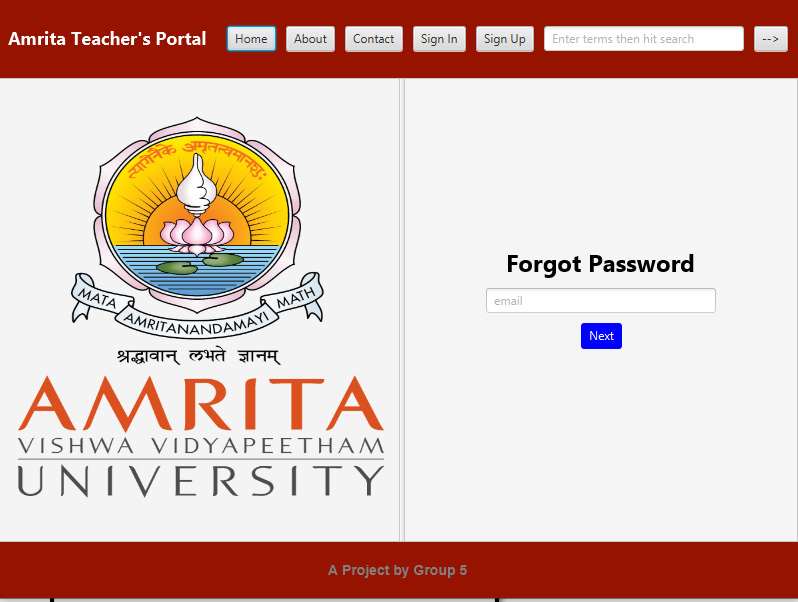 Amrita Teacher's Portal
Home
About
Contact
Sign In
Sign Up
Enter terms then hit search
-->
त्यागेनैके अमृतत्वमानशुः
MATA AMRITANANDAMAYI MATH
श्रद्धावान् लभते ज्ञानम्
AMRITA
VISHWA VIDYAPEETHAM
UNIVERSITY
Forgot Password
email
Next
A Project by Group 5